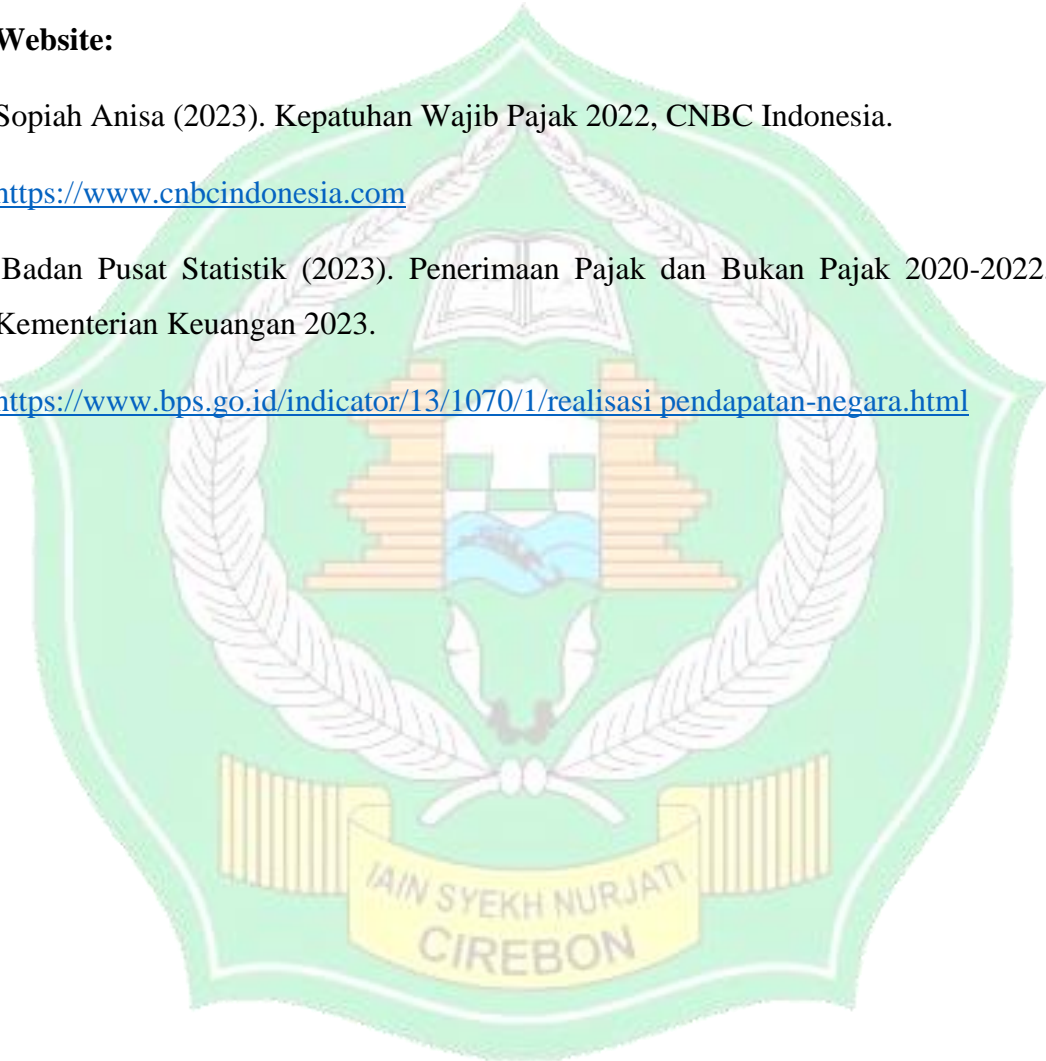 Website:
Sopiah Anisa (2023). Kepatuhan Wajib Pajak 2022, CNBC Indonesia.
https://www.cnbcindonesia.com
Badan Pusat Statistik (2023). Penerimaan Pajak dan Bukan Pajak 2020-2022.
Kementerian Keuangan 2023.
https://www.bps.go.id/indicator/13/1070/1/realisasi pendapatan-negara.html
IAIN SYEKH NURJATI
CIREBON